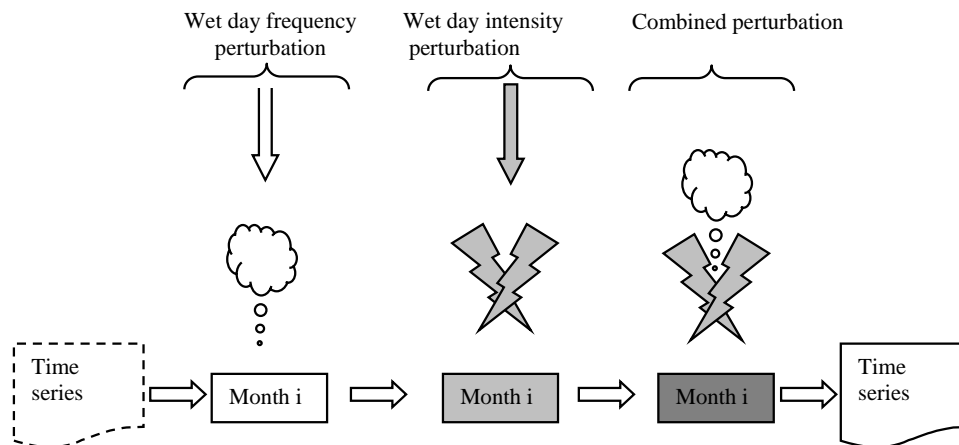 Wet day frequency
perturbation
Wet day intensity
perturbation
Combined perturbation
Time
series
Month i
Month i
Month i
Time
series